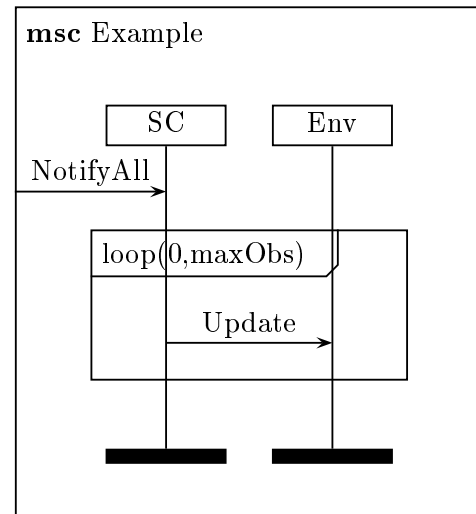 msc Example
SC
Env
NotifyAll
loop(0,maxObs)
Update